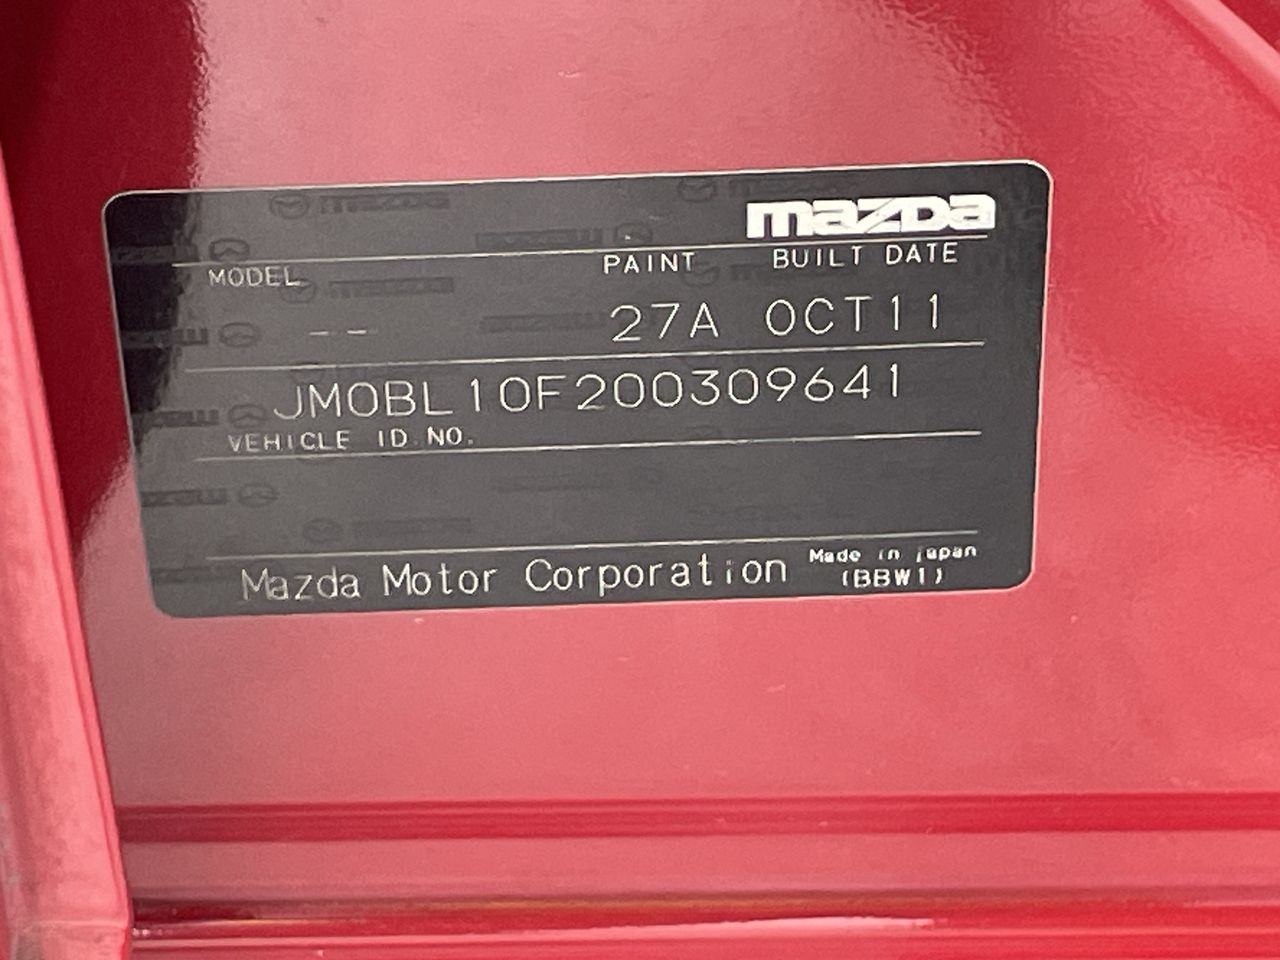 mazda
MODEL PAINT BUILT DATE
-- 27A OCT11
JM0BL10F200309641
VEHICLE ID NO.
Mazda Motor Corporation Made in Japan
(BBW1)